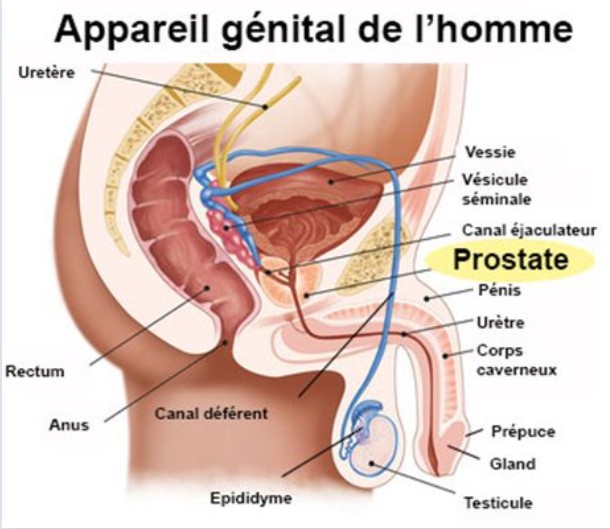 Appareil génital de l’homme
Uretère
Vessie
Vésicule
séminale
Canal éjaculateur
Prostate
Pénis
Urètre
Corps
caverneux
Rectum
Anus
Canal déférent
Prépuce
Gland
Epididyme
Testicule